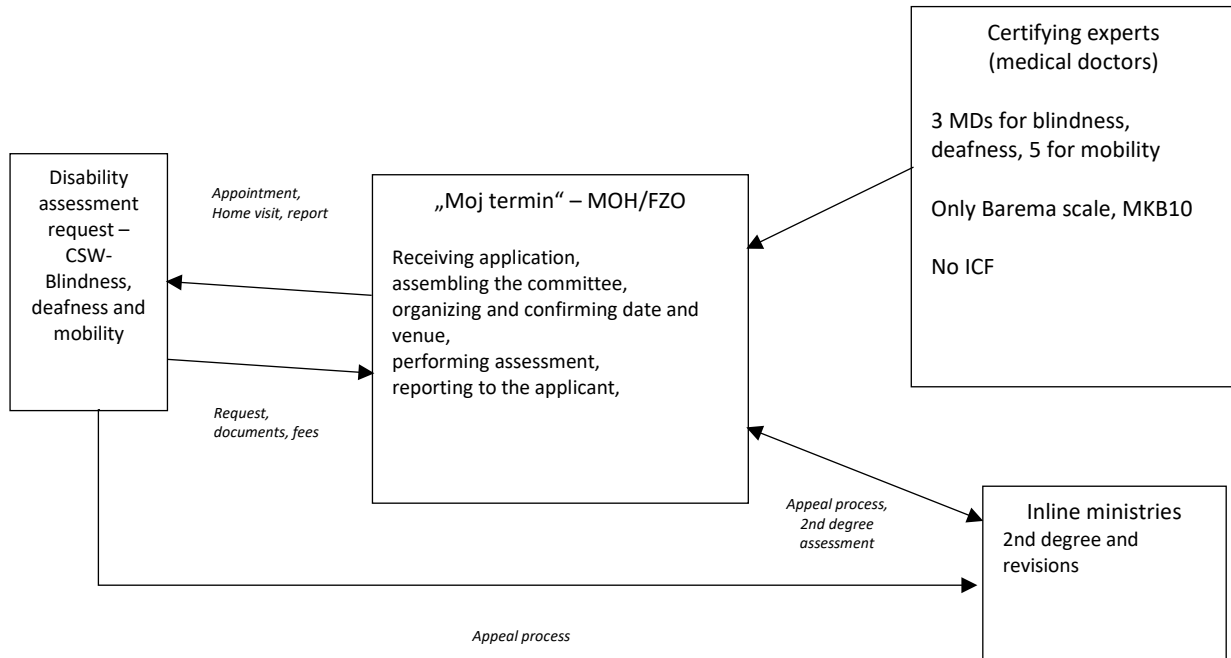 Certifying experts
(medical doctors)
3 MDs for blindness,
deafness, 5 for mobility
Only Barema scale, MKB10
No ICF
Disability
assessment
request –
CSW-
Blindness,
deafness and
mobility
Appointment,
Home visit, report
Request,
documents, fees
„Moj termin“ – MOH/FZO
Receiving application,
assembling the committee,
organizing and confirming date and
venue,
performing assessment,
reporting to the applicant,
Appeal process,
2nd degree
assessment
Inline ministries
2nd degree and
revisions
Appeal process